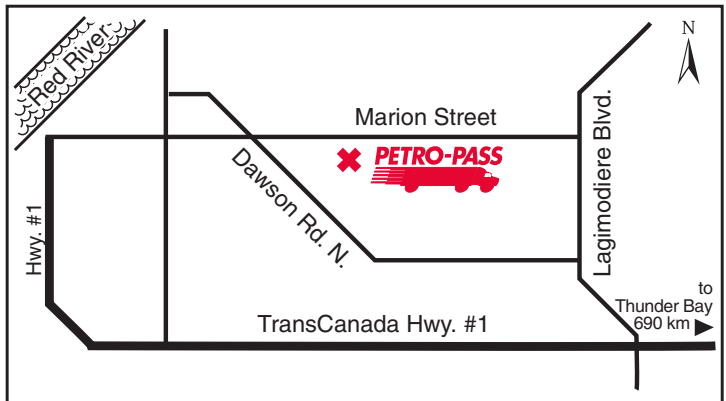 Red River
N
Marion Street
PETRO-PASS
Dawson Rd. N.
Lagimodiere Blvd.
Hwy. #1
to
Thunder Bay
690 km
TransCanada Hwy. #1